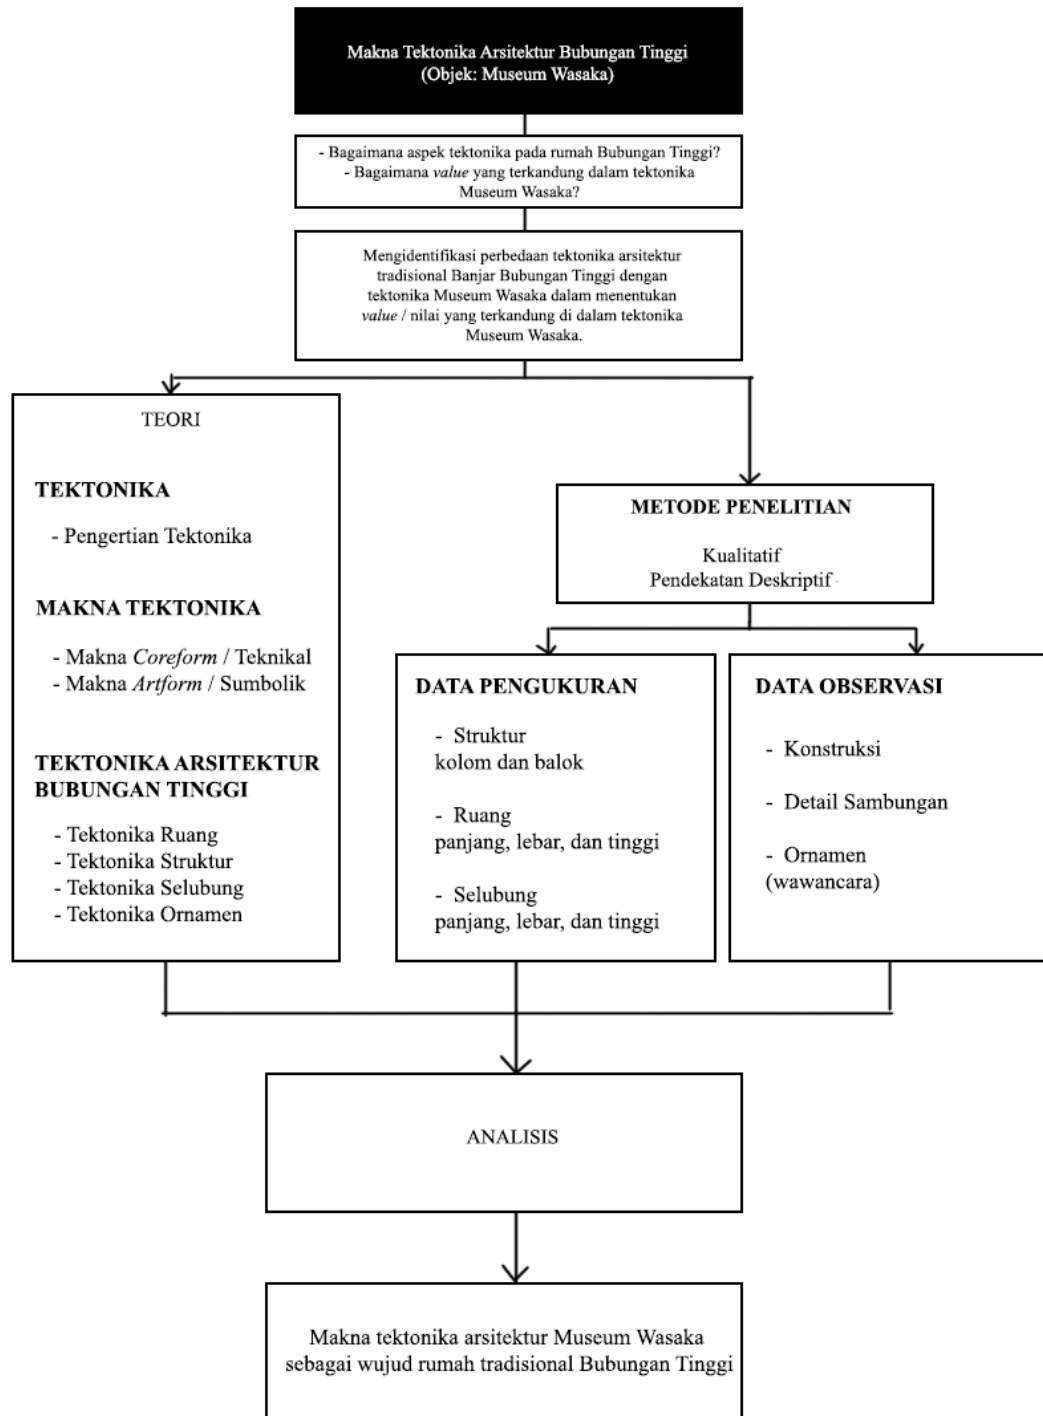 Makna Tektonika Arsitektur Bubungan Tinggi
(Objek: Museum Wasaka)
- Bagaimana aspek tektonika pada rumah Bubungan Tinggi?
- Bagaimana value yang terkandung dalam tektonika
Museum Wasaka?
Mengidentifikasi perbedaan tektonika arsitektur
tradisional Banjar Bubungan Tinggi dengan
tektonika Museum Wasaka dalam menentukan
value / nilai yang terkandung di dalam tektonika
Museum Wasaka.
TEORI
TEKTONIKA
- Pengertian Tektonika
MAKNA TEKTONIKA
- Makna Coreform / Teknikal
- Makna Artform / Sumbolik
TEKTONIKA ARSITEKTUR
BUBUNGAN TINGGI
- Tektonika Ruang
- Tektonika Struktur
- Tektonika Selubung
- Tektonika Ornamen
METODE PENELITIAN
Kualitatif
Pendekatan Deskriptif
DATA PENGUKURAN
- Struktur
kolom dan balok
- Ruang
panjang, lebar, dan tinggi
- Selubung
panjang, lebar, dan tinggi
DATA OBSERVASI
- Konstruksi
- Detail Sambungan
- Ornamen
(wawancara)
ANALISIS
Makna tektonika arsitektur Museum Wasaka
sebagai wujud rumah tradisional Bubungan Tinggi